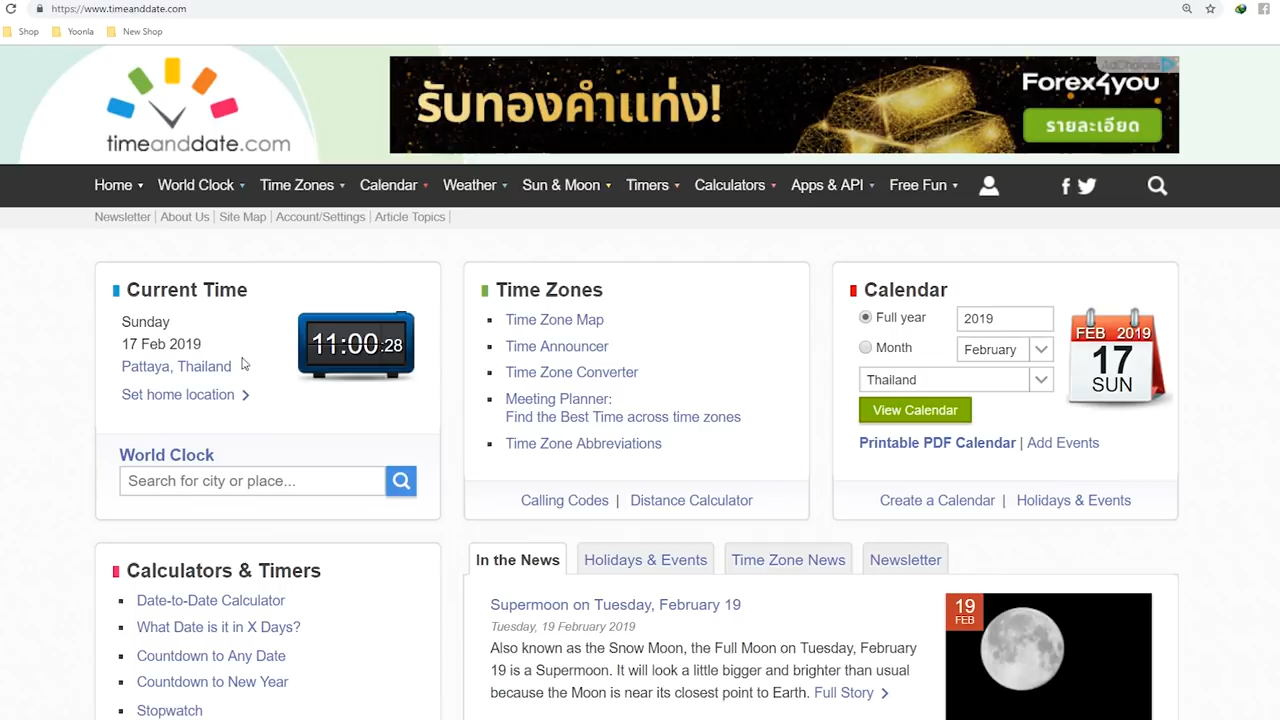 https://www.timeanddate.com
Shop
Yoonla
New Shop
timeanddate.com
รับทองคำแท่ง!
AdChoices
Forex4you
รายละเอียด
Home
World Clock
Time Zones
Calendar
Weather
Sun & Moon
Timers
Calculators
Apps & API
Free Fun
Newsletter | About Us | Site Map | Account/Settings | Article Topics |
Current Time
Sunday
17 Feb 2019
Pattaya, Thailand
Set home location
11:00:28
World Clock
Search for city or place...
Time Zones
Time Zone Map
Time Announcer
Time Zone Converter
Meeting Planner:
Find the Best Time across time zones
Time Zone Abbreviations
Calling Codes | Distance Calculator
Calendar
Full year
2019
Month
February
Thailand
View Calendar
FEB 2019
17
SUN
Printable PDF Calendar | Add Events
Create a Calendar | Holidays & Events
Calculators & Timers
Date-to-Date Calculator
What Date is it in X Days?
Countdown to Any Date
Countdown to New Year
Stopwatch
In the News
Holidays & Events
Time Zone News
Newsletter
Supermoon on Tuesday, February 19
Tuesday, 19 February 2019
Also known as the Snow Moon, the Full Moon on Tuesday, February
19 is a Supermoon. It will look a little bigger and brighter than usual
because the Moon is near its closest point to Earth. Full Story
19
FEB